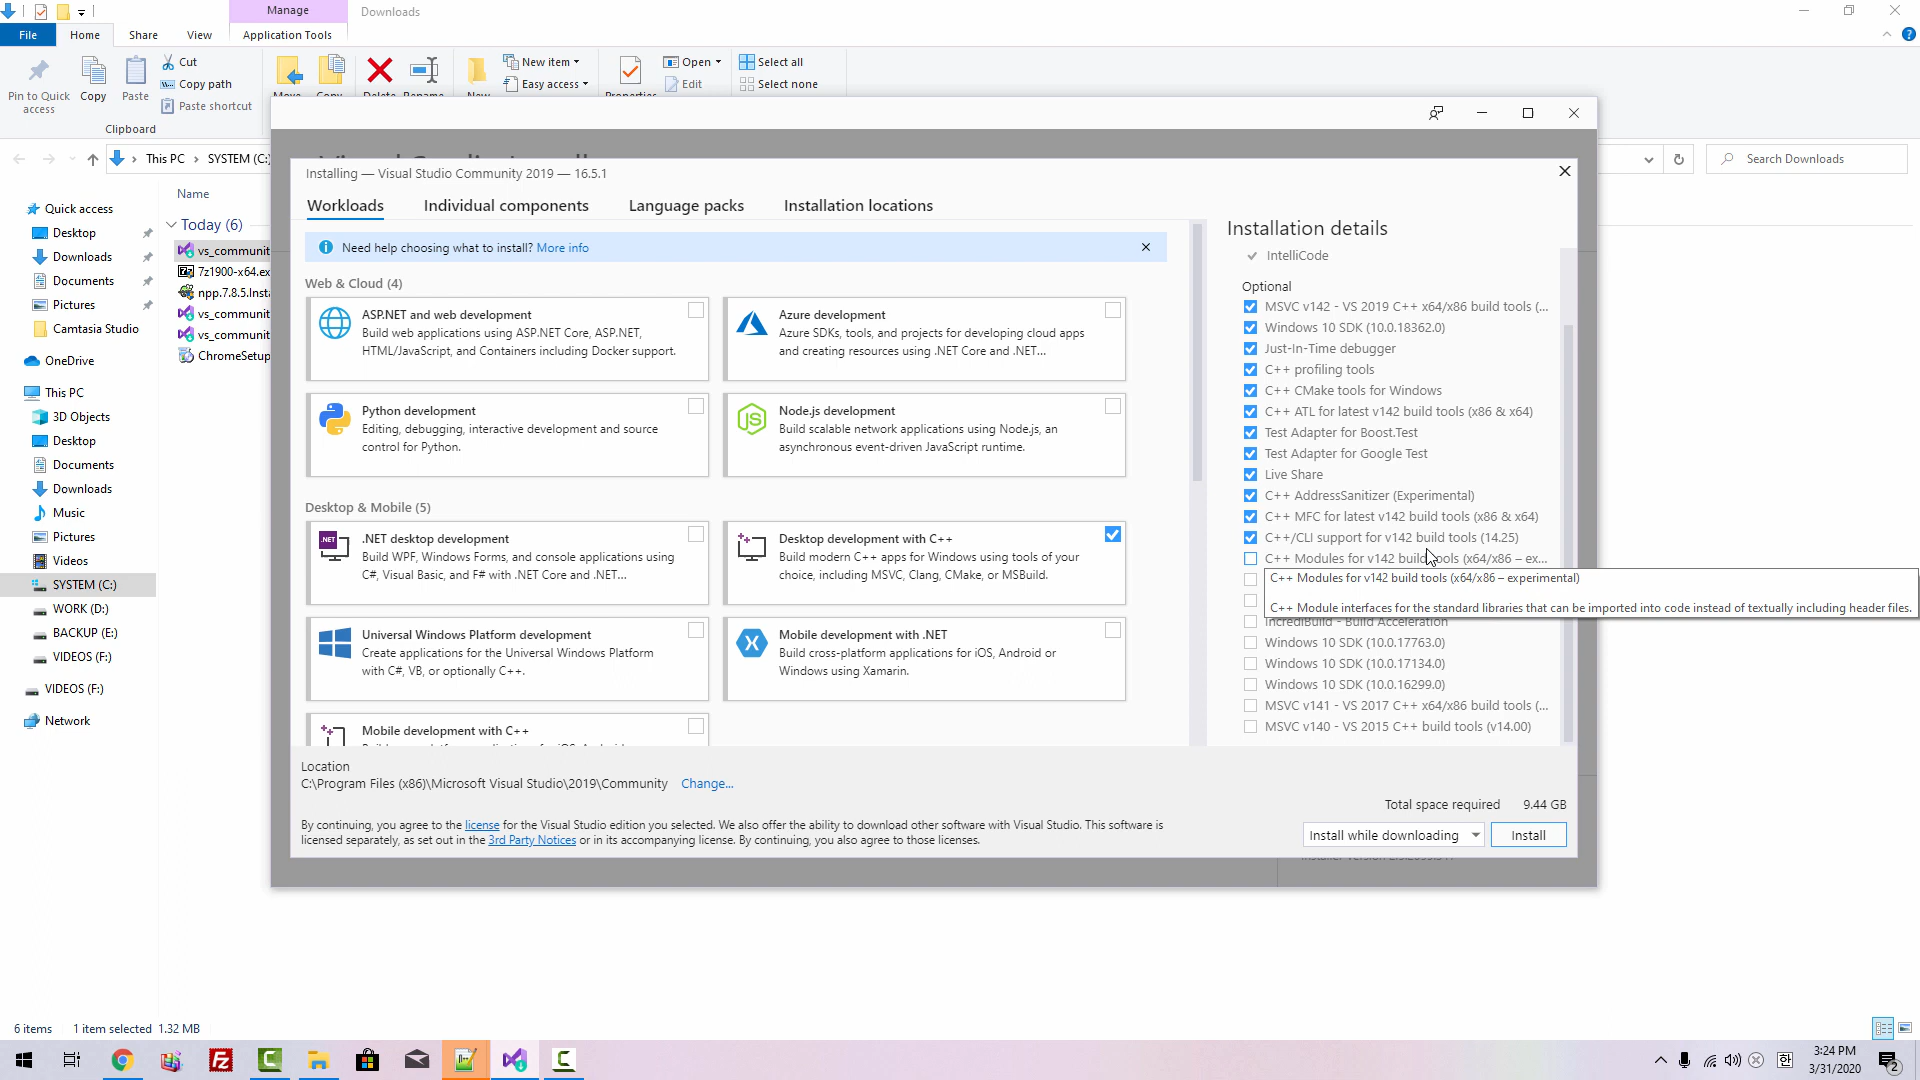 Manage
Downloads
File
Home
Share
View
Application Tools
Pin to Quick
access
Copy
Paste
Cut
Copy path
Paste shortcut
Clipboard
New item
Easy access
Open
Edit
Select all
Select none
This PC
SYSTEM (C:)
Search Downloads
Name
Today (6)
vs_communit
7z1900-x64.ex
npp.7.8.5.Insta
vs_communit
vs_communit
ChromeSetup
Quick access
Desktop
Downloads
Documents
Pictures
Camtasia Studio
OneDrive
This PC
3D Objects
Desktop
Documents
Downloads
Music
Pictures
Videos
SYSTEM (C:)
WORK (D:)
BACKUP (E:)
VIDEOS (F:)
VIDEOS (F:)
Network
Installing — Visual Studio Community 2019 — 16.5.1
Workloads
Individual components
Language packs
Installation locations
Need help choosing what to install? More info
Web & Cloud (4)
ASP.NET and web development
Build web applications using ASP.NET Core, ASP.NET,
HTML/JavaScript, and Containers including Docker support.
Azure development
Azure SDKs, tools, and projects for developing cloud apps
and creating resources using .NET Core and .NET...
Python development
Editing, debugging, interactive development and source
control for Python.
Node.js development
Build scalable network applications using Node.js, an
asynchronous event-driven JavaScript runtime.
Desktop & Mobile (5)
.NET
.NET desktop development
Build WPF, Windows Forms, and console applications using
C#, Visual Basic, and F# with .NET Core and .NET...
Desktop development with C++
Build modern C++ apps for Windows using tools of your
choice, including MSVC, Clang, CMake, or MSBuild.
Universal Windows Platform development
Create applications for the Universal Windows Platform
with C#, VB, or optionally C++.
Mobile development with .NET
Build cross-platform applications for iOS, Android or
Windows using Xamarin.
Mobile development with C++
Installation details
IntelliCode
Optional
MSVC v142 - VS 2019 C++ x64/x86 build tools (...
Windows 10 SDK (10.0.18362.0)
Just-In-Time debugger
C++ profiling tools
C++ CMake tools for Windows
C++ ATL for latest v142 build tools (x86 & x64)
Test Adapter for Boost.Test
Test Adapter for Google Test
Live Share
C++ AddressSanitizer (Experimental)
C++ MFC for latest v142 build tools (x86 & x64)
C++/CLI support for v142 build tools (14.25)
C++ Modules for v142 build tools (x64/x86 – ex...
C++ Modules for v142 build tools (x64/x86 – experimental)
C++ Module interfaces for the standard libraries that can be imported into code instead of textually including header files.
IncrediBuild - Build Acceleration
Windows 10 SDK (10.0.17763.0)
Windows 10 SDK (10.0.17134.0)
Windows 10 SDK (10.0.16299.0)
MSVC v141 - VS 2017 C++ x64/x86 build tools (...
MSVC v140 - VS 2015 C++ build tools (v14.00)
Location
C:\Program Files (x86)\Microsoft Visual Studio\2019\Community Change...
Total space required 9.44 GB
By continuing, you agree to the license for the Visual Studio edition you selected. We also offer the ability to download other software with Visual Studio. This software is
licensed separately, as set out in the 3rd Party Notices or in its accompanying license. By continuing, you also agree to those licenses.
Install while downloading
Install
6 items 1 item selected 1.32 MB
한
3:24 PM
3/31/2020
2